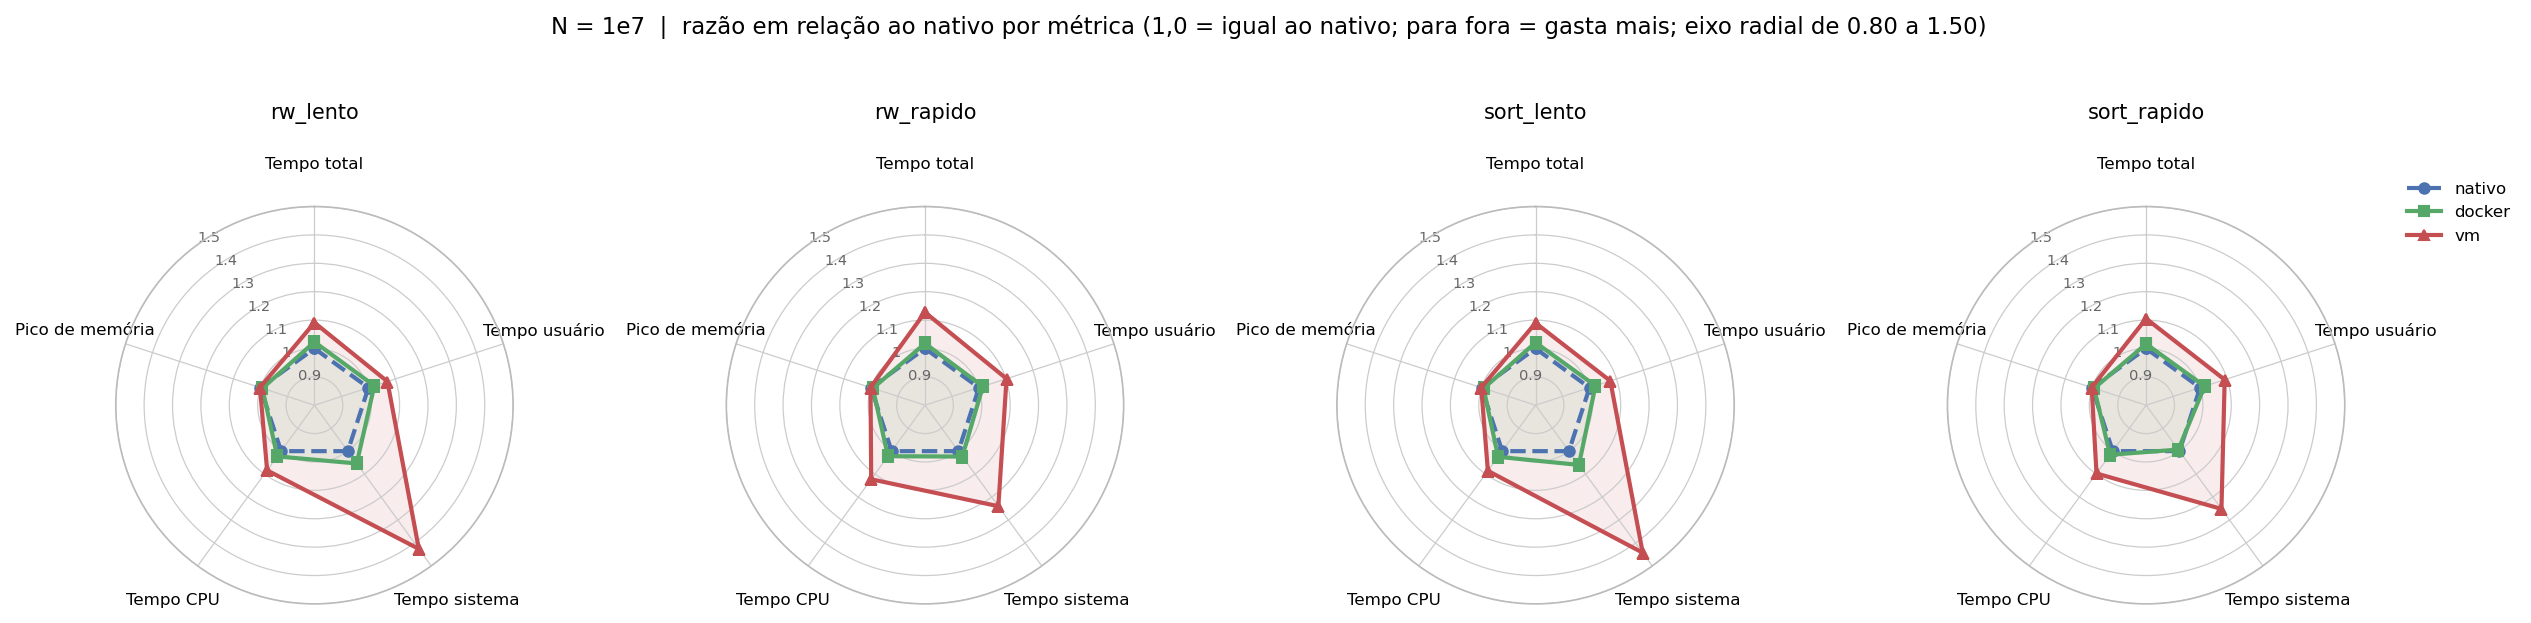 N = 1e7 | razão em relação ao nativo por métrica (1,0 = igual ao nativo; para fora = gasta mais; eixo radial de 0.80 a 1.50)
rw_lento
Tempo total
1.5
1.4
1.3
1.2
1.1
1
0.9
Pico de memória
Tempo usuário
Tempo CPU
Tempo sistema
rw_rapido
Tempo total
1.5
1.4
1.3
1.2
1.1
1
0.9
Pico de memória
Tempo usuário
Tempo CPU
Tempo sistema
sort_lento
Tempo total
1.5
1.4
1.3
1.2
1.1
1
0.9
Pico de memória
Tempo usuário
Tempo CPU
Tempo sistema
sort_rapido
Tempo total
1.5
1.4
1.3
1.2
1.1
1
0.9
Pico de memória
Tempo usuário
Tempo CPU
Tempo sistema
nativo
docker
vm